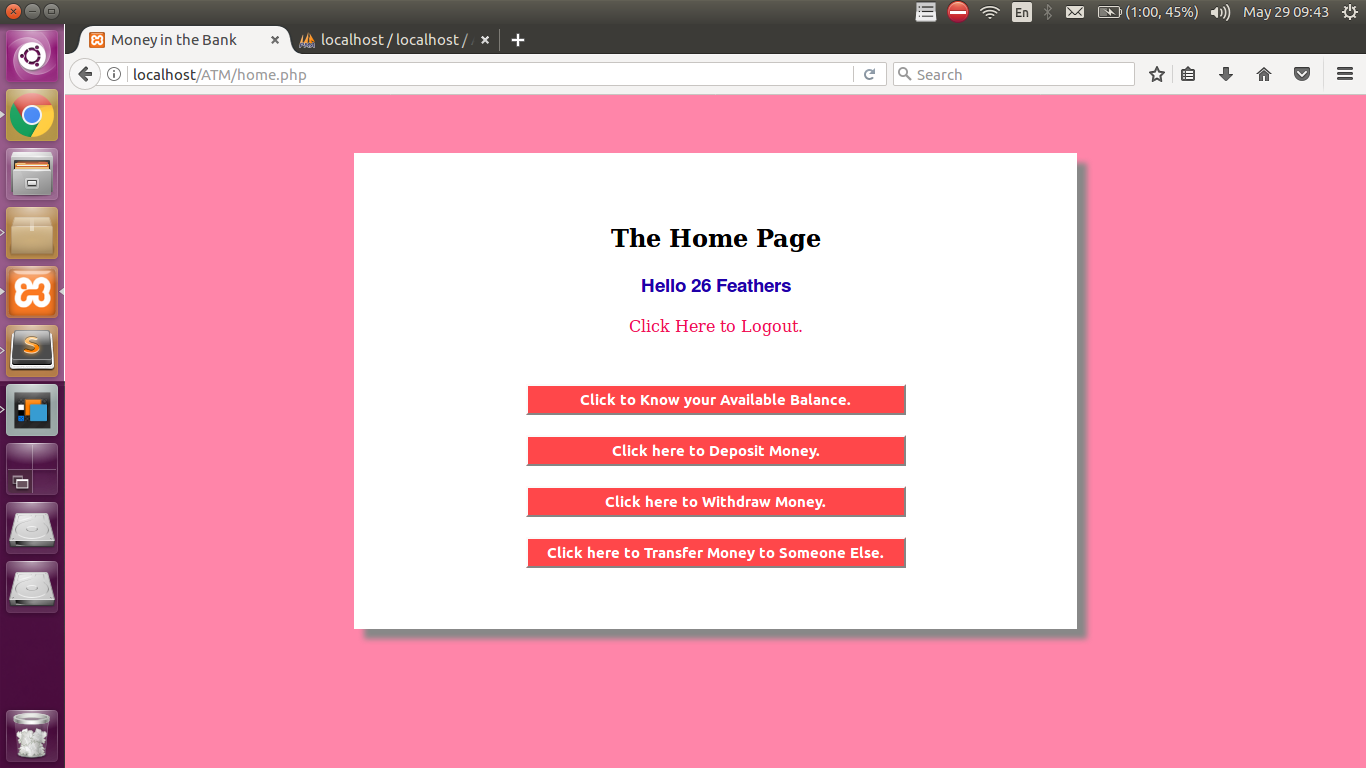 En
(1:00, 45%)
May 29 09:43
Money in the Bank
localhost / localhost /
localhost/ATM/home.php
Search
The Home Page
Hello 26 Feathers
Click Here to Logout.
Click to Know your Available Balance.
Click here to Deposit Money.
Click here to Withdraw Money.
Click here to Transfer Money to Someone Else.